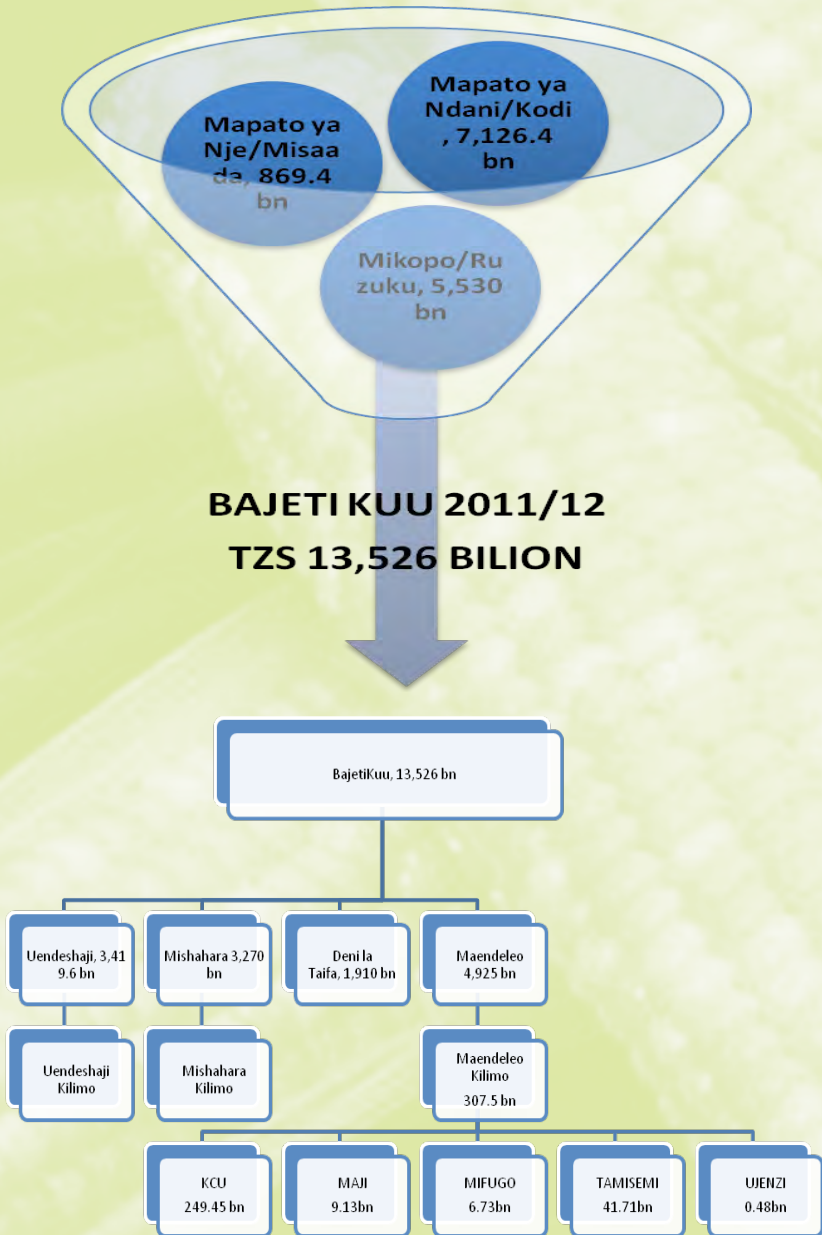 Mapato ya
Ndani/Kodi
, 7,126.4
bn
Mapato ya
Nje/Misaa
da, 869.4
bn
Mikopo/Ru
zuku, 5,530
bn
BAJETI KUU 2011/12
TZS 13,526 BILION
BajetiKuu, 13,526 bn
Uendeshaji, 3,41
9.6 bn
Mishahara 3,270
bn
Deni la
Taifa, 1,910 bn
Maendeleo
4,925 bn
Uendeshaji
Kilimo
Mishahara
Kilimo
Maendeleo
Kilimo
307.5 bn
KCU
249.45 bn
MAJI
9.13bn
MIFUGO
6.73bn
TAMISEMI
41.71bn
UJENZI
0.48bn